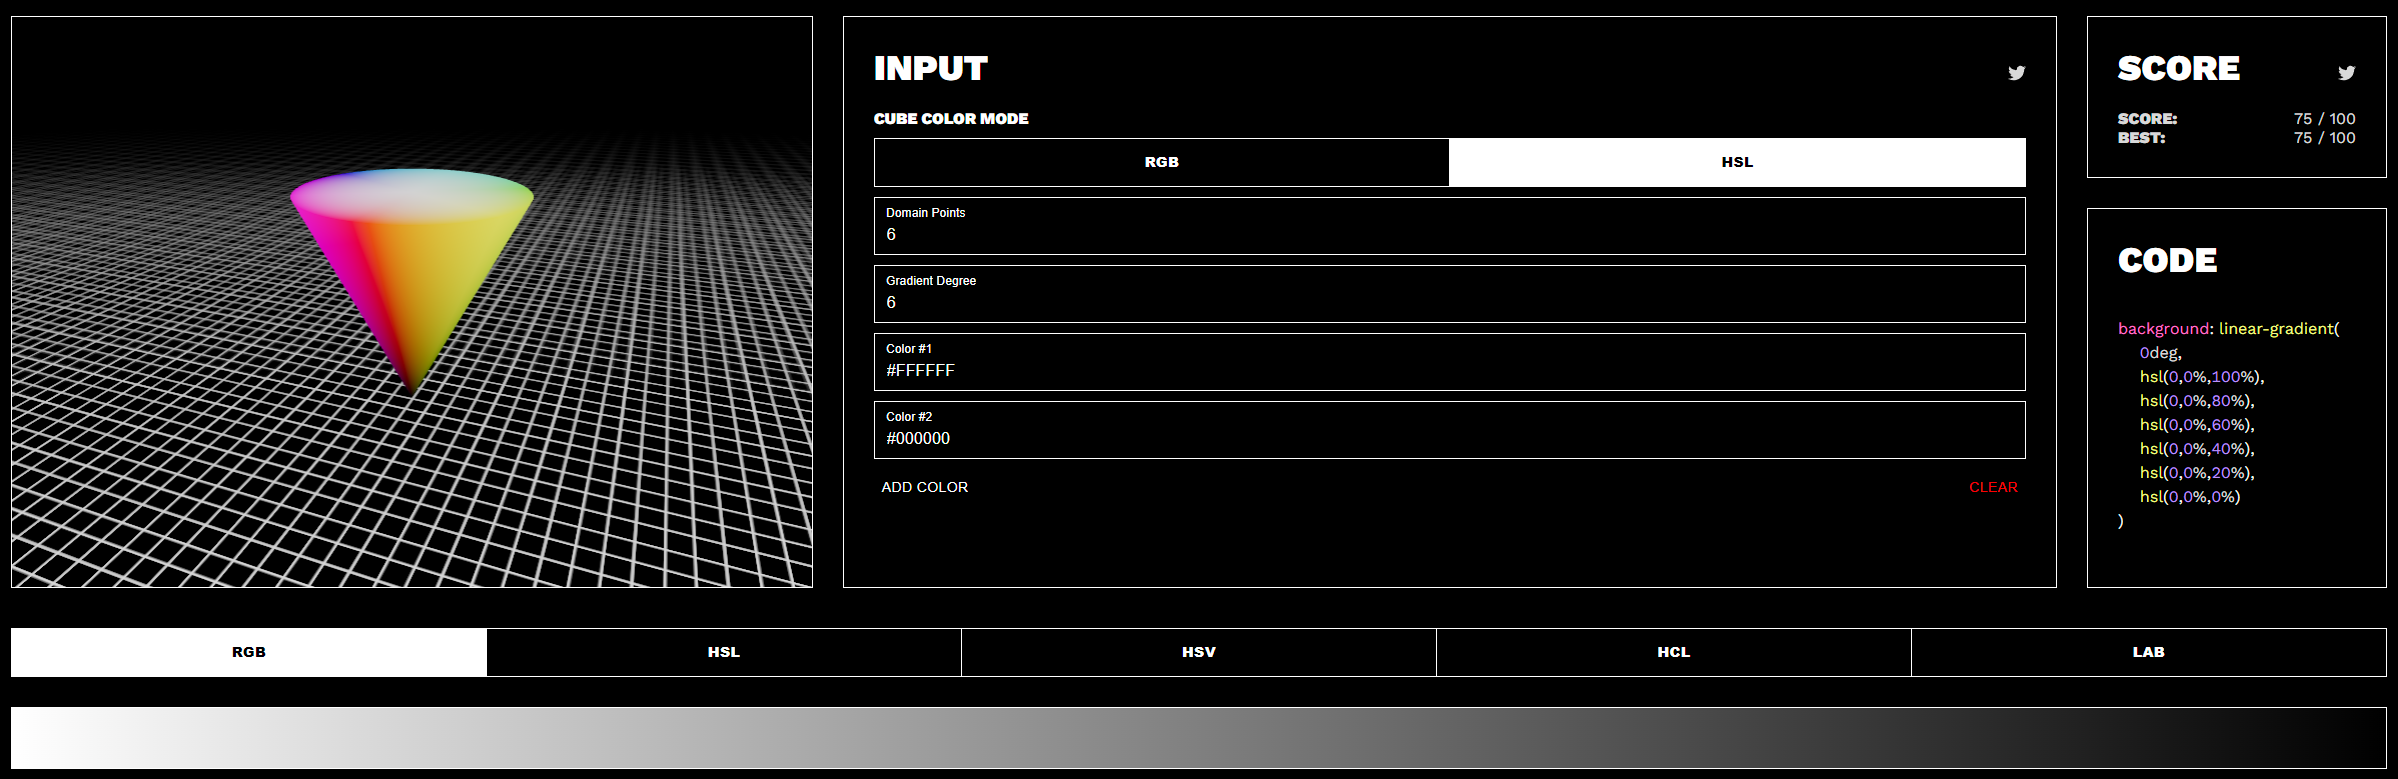 INPUT
CUBE COLOR MODE
RGB HSL
Domain Points
6
Gradient Degree
6
Color #1
#FFFFFF
Color #2
#000000
ADD COLOR CLEAR
SCORE
SCORE: 75 / 100
BEST: 75 / 100
CODE
background: linear-gradient(
0deg,
hsl(0,0%,100%),
hsl(0,0%,80%),
hsl(0,0%,60%),
hsl(0,0%,40%),
hsl(0,0%,20%),
hsl(0,0%,0%)
)
RGB HSL HSV HCL LAB